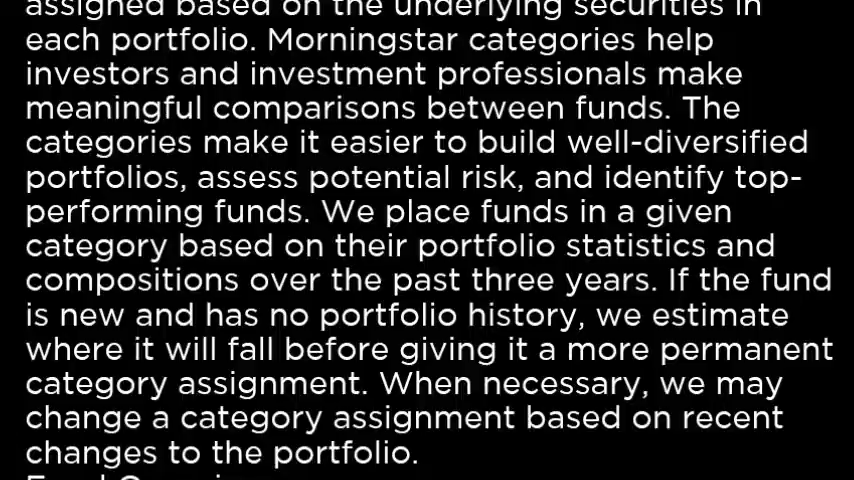 assigned based on the underlying securities in
each portfolio. Morningstar categories help
investors and investment professionals make
meaningful comparisons between funds. The
categories make it easier to build well-diversified
portfolios, assess potential risk, and identify top-
performing funds. We place funds in a given
category based on their portfolio statistics and
compositions over the past three years. If the fund
is new and has no portfolio history, we estimate
where it will fall before giving it a more permanent
category assignment. When necessary, we may
change a category assignment based on recent
changes to the portfolio.